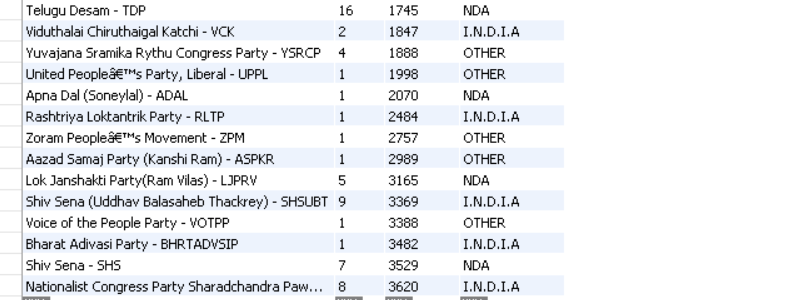 Telugu Desam - TDP 16 1745 NDA
Viduthalai Chiruthaigal Katchi - VCK 2 1847 I.N.D.I.A
Yuvajana Sramika Rythu Congress Party - YSRCP 4 1888 OTHER
United Peopleâ€™s Party, Liberal - UPPL 1 1998 OTHER
Apna Dal (Soneylal) - ADAL 1 2070 NDA
Rashtriya Loktantrik Party - RLTP 1 2484 I.N.D.I.A
Zoram Peopleâ€™s Movement - ZPM 1 2757 OTHER
Aazad Samaj Party (Kanshi Ram) - ASPKR 1 2989 OTHER
Lok Janshakti Party(Ram Vilas) - LJPRV 5 3165 NDA
Shiv Sena (Uddhav Balasaheb Thackrey) - SHSUBT 9 3369 I.N.D.I.A
Voice of the People Party - VOTPP 1 3388 OTHER
Bharat Adivasi Party - BHRTADVSIP 1 3482 I.N.D.I.A
Shiv Sena - SHS 7 3529 NDA
Nationalist Congress Party Sharadchandra Paw... 8 3620 I.N.D.I.A